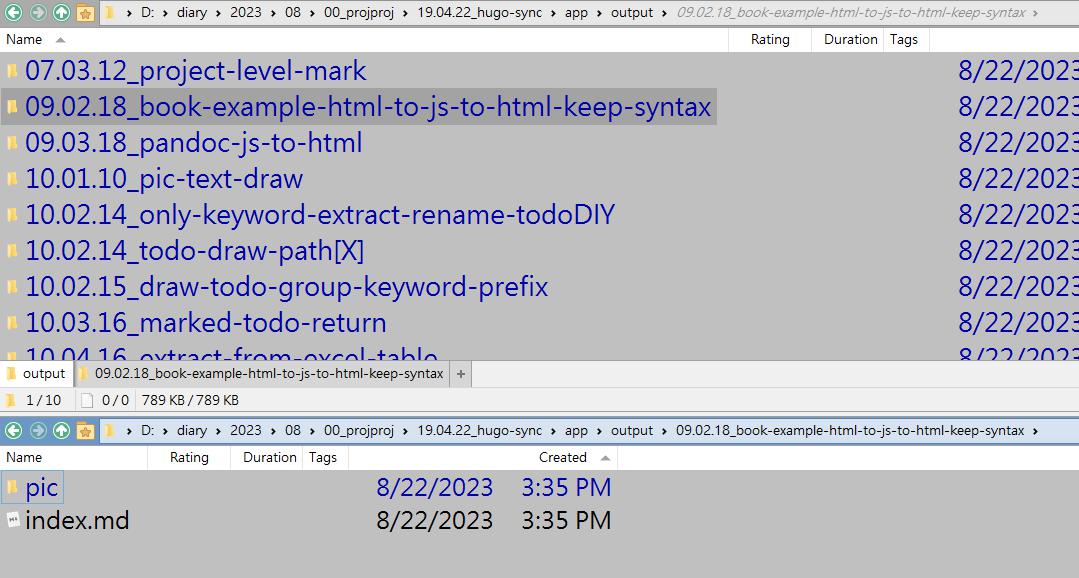 D: diary 2023 08 00_projproj 19.04.22_hugo-sync app output 09.02.18_book-example-html-to-js-to-html-keep-syntax
Name Rating Duration Tags
07.03.12_project-level-mark 8/22/2023
09.02.18_book-example-html-to-js-to-html-keep-syntax 8/22/2023
09.03.18_pandoc-js-to-html 8/22/2023
10.01.10_pic-text-draw 8/22/2023
10.02.14_only-keyword-extract-rename-todoDIY 8/22/2023
10.02.14_todo-draw-path[X] 8/22/2023
10.02.15_draw-todo-group-keyword-prefix 8/22/2023
10.03.16_marked-todo-return 8/22/2023
10.04.16_extract-from-excel-table 8/22/2023
output 09.02.18_book-example-html-to-js-to-html-keep-syntax +
1 / 10 0 / 0 789 KB / 789 KB
D: diary 2023 08 00_projproj 19.04.22_hugo-sync app output 09.02.18_book-example-html-to-js-to-html-keep-syntax
Name Rating Duration Tags Created
pic 8/22/2023 3:35 PM
index.md 8/22/2023 3:35 PM